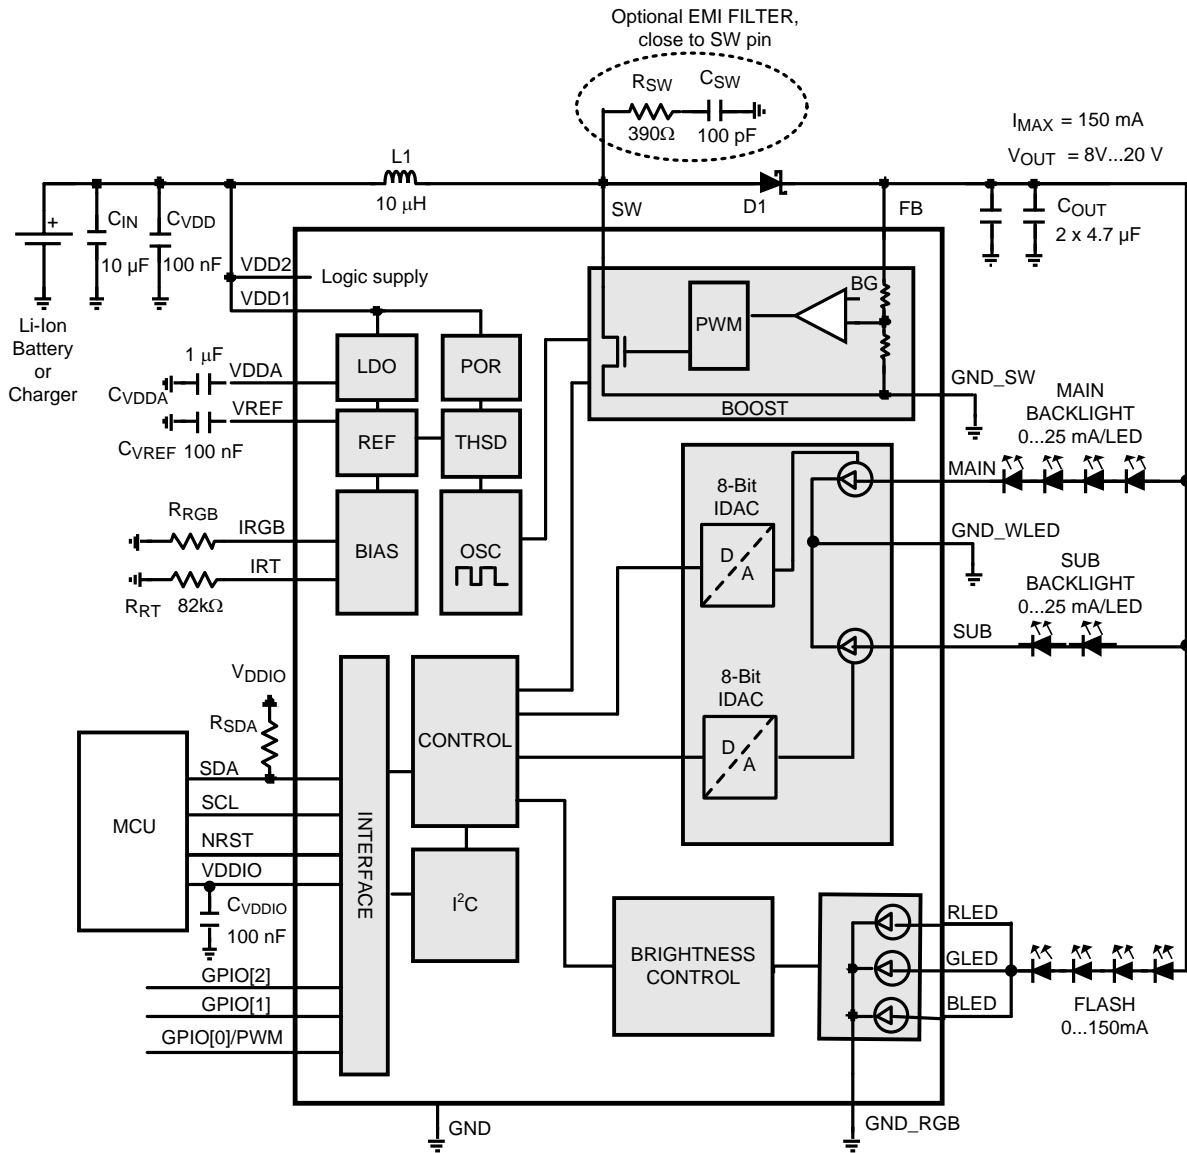 Optional EMI FILTER,
close to SW pin
RSW
CSW
390Ω
100 pF
IMAX = 150 mA
VOUT = 8V...20 V
L1
10 µH
SW
D1
FB
+
CIN
10 µF
CVDD
100 nF
COUT
2 x 4.7 µF
Li-Ion
Battery
or
Charger
VDD2
Logic supply
VDD1
BG
PWM
BOOST
GND_SW
1 µF
VDDA
CVDDA
VREF
CVREF 100 nF
LDO
POR
REF
THSD
BIAS
OSC
RRGB
IRGB
IRT
RRT
82kΩ
MAIN
BACKLIGHT
0...25 mA/LED
MAIN
8-Bit
IDAC
D
A
GND_WLED
SUB
BACKLIGHT
0...25 mA/LED
SUB
8-Bit
IDAC
D
A
VDDIO
RSDA
MCU
SDA
SCL
NRST
VDDIO
CVDDIO
100 nF
GPIO[2]
GPIO[1]
GPIO[0]/PWM
INTERFACE
CONTROL
I²C
BRIGHTNESS
CONTROL
RLED
GLED
BLED
FLASH
0...150mA
GND
GND_RGB